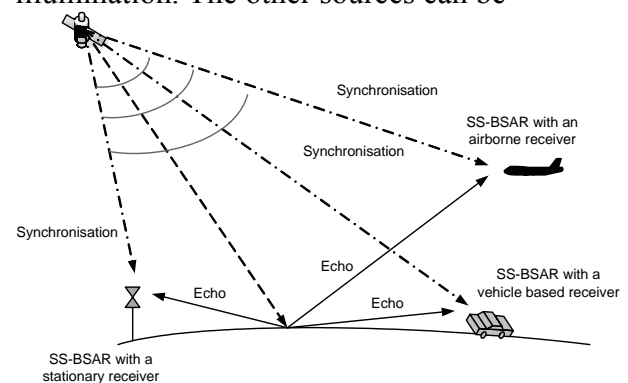 illumination. The other sources can be
Synchronisation
SS-BSAR with an
airborne receiver
Synchronisation
Synchronisation
Echo
SS-BSAR with a
vehicle based receiver
Echo
Echo
SS-BSAR with a
stationary receiver